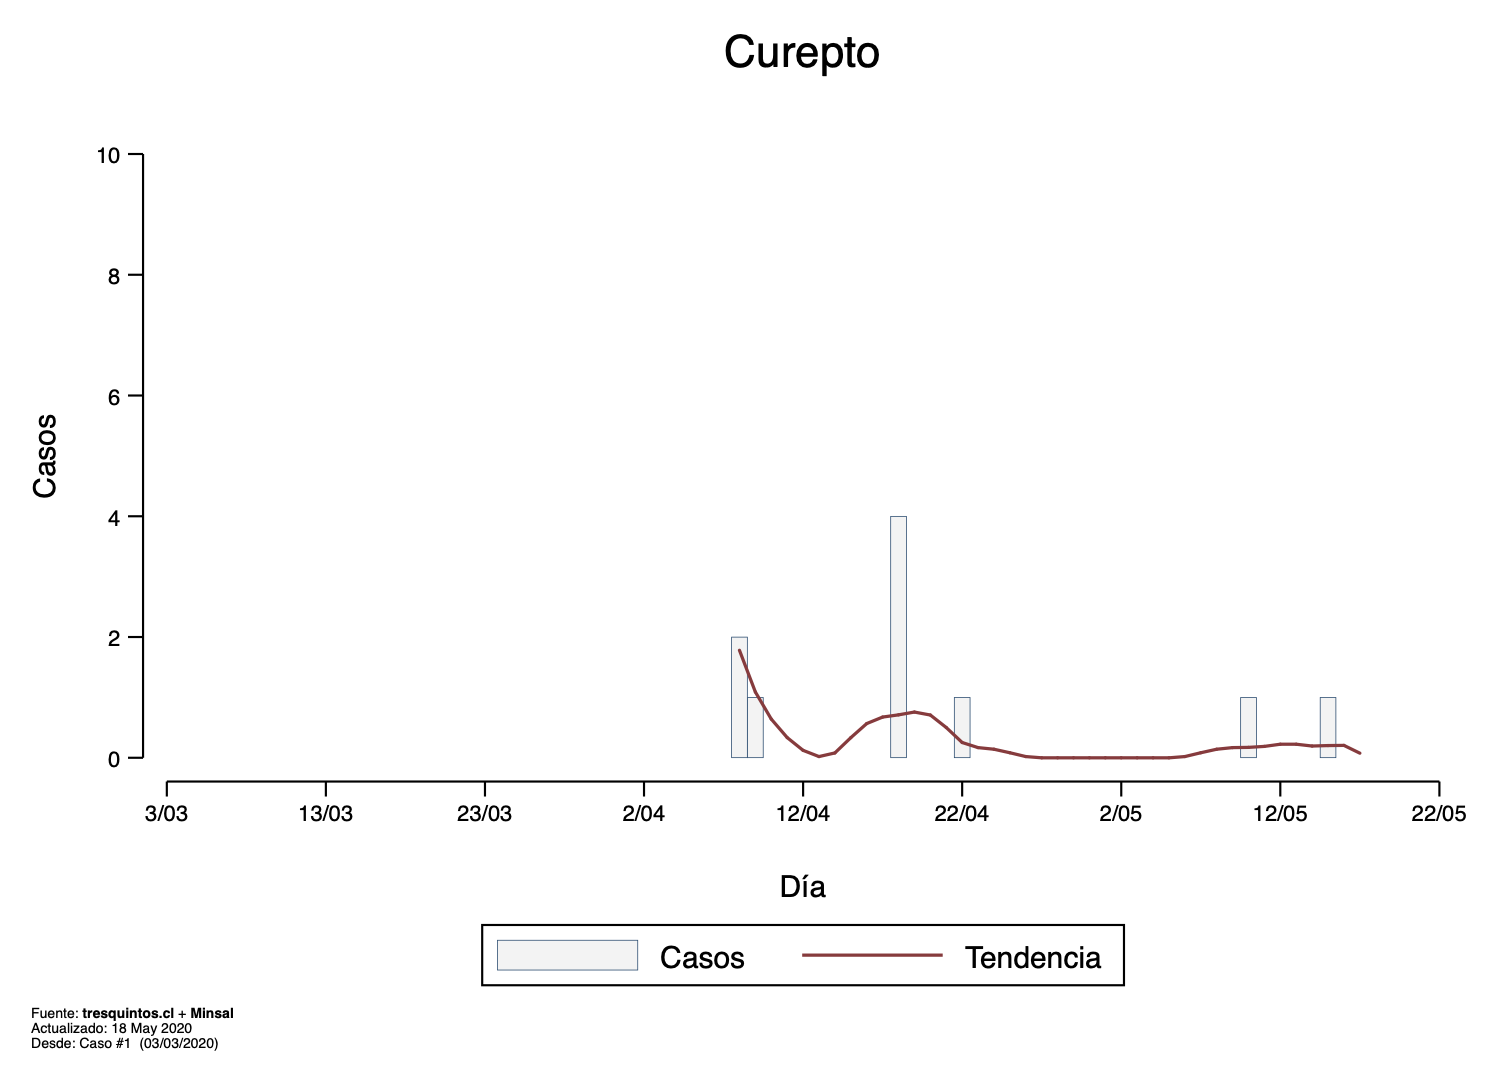 Curepto
10
8
6
4
2
0
Casos
3/03 13/03 23/03 2/04 12/04 22/04 2/05 12/05 22/05
Día
Casos Tendencia
Fuente: tresquintos.cl + Minsal
Actualizado: 18 May 2020
Desde: Caso #1 (03/03/2020)